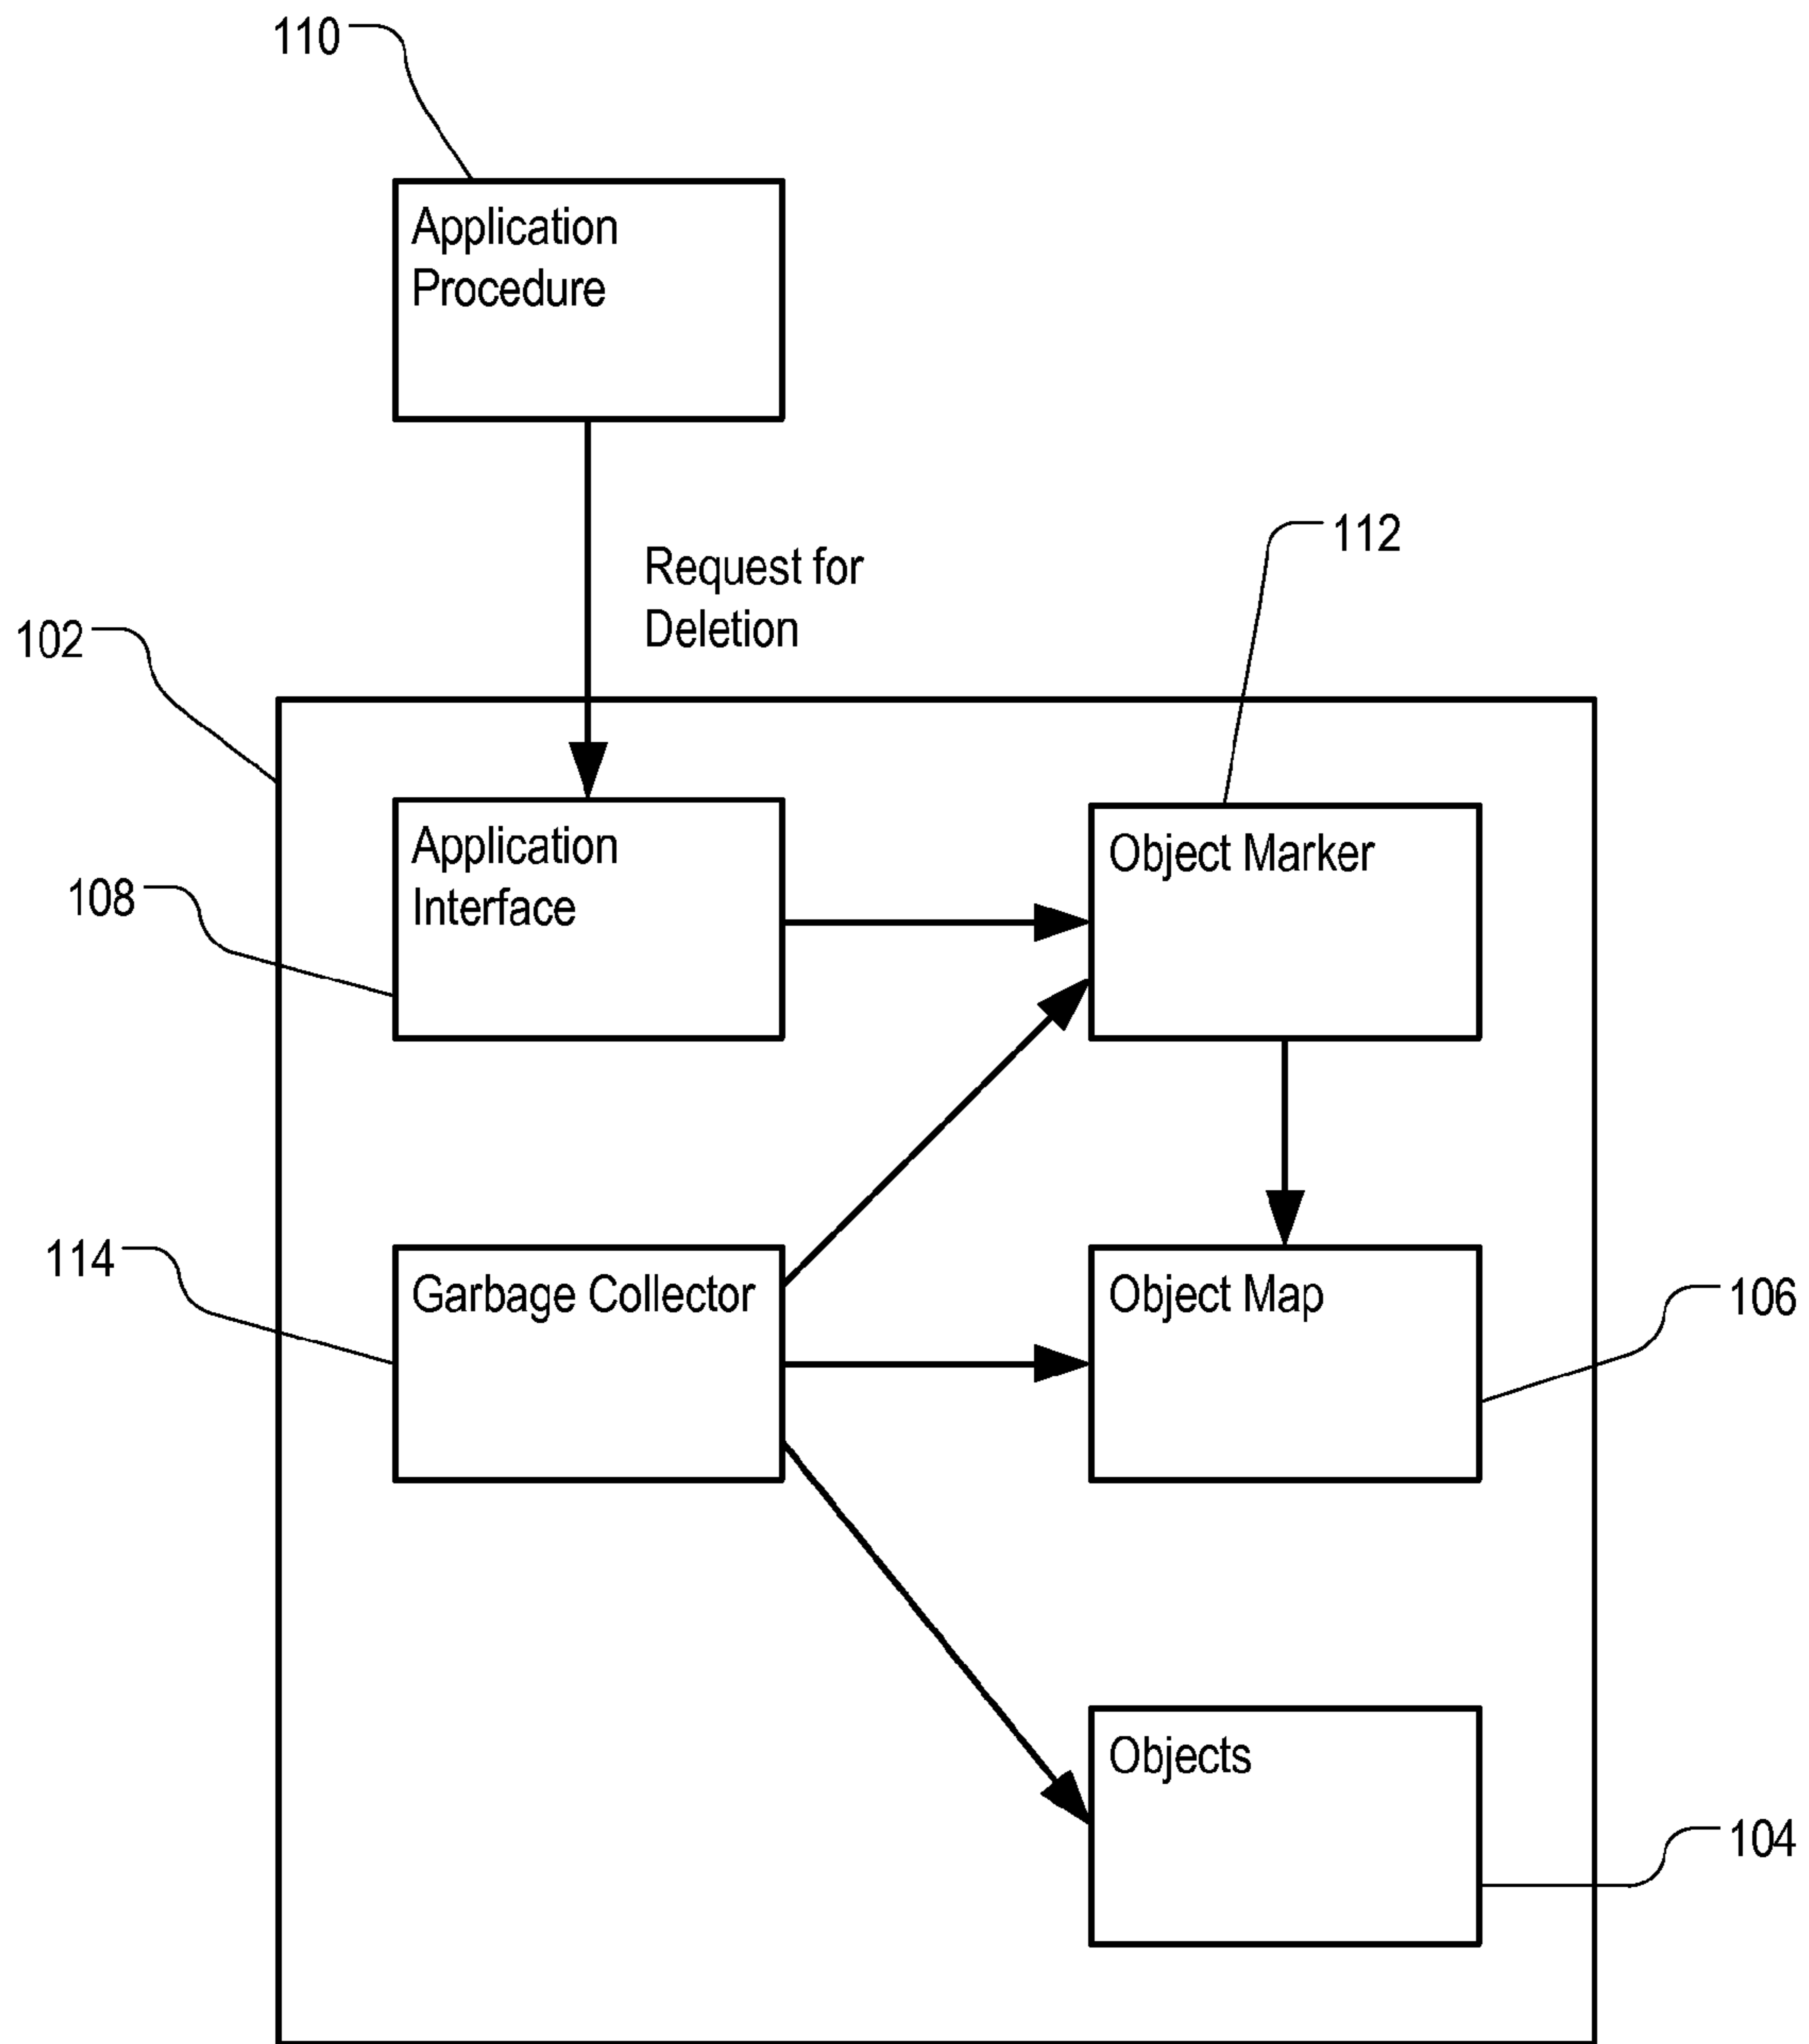 110
Application
Procedure
Request for
Deletion
112
102
Application
Interface
Object Marker
108
114
Garbage Collector
Object Map
106
Objects
104